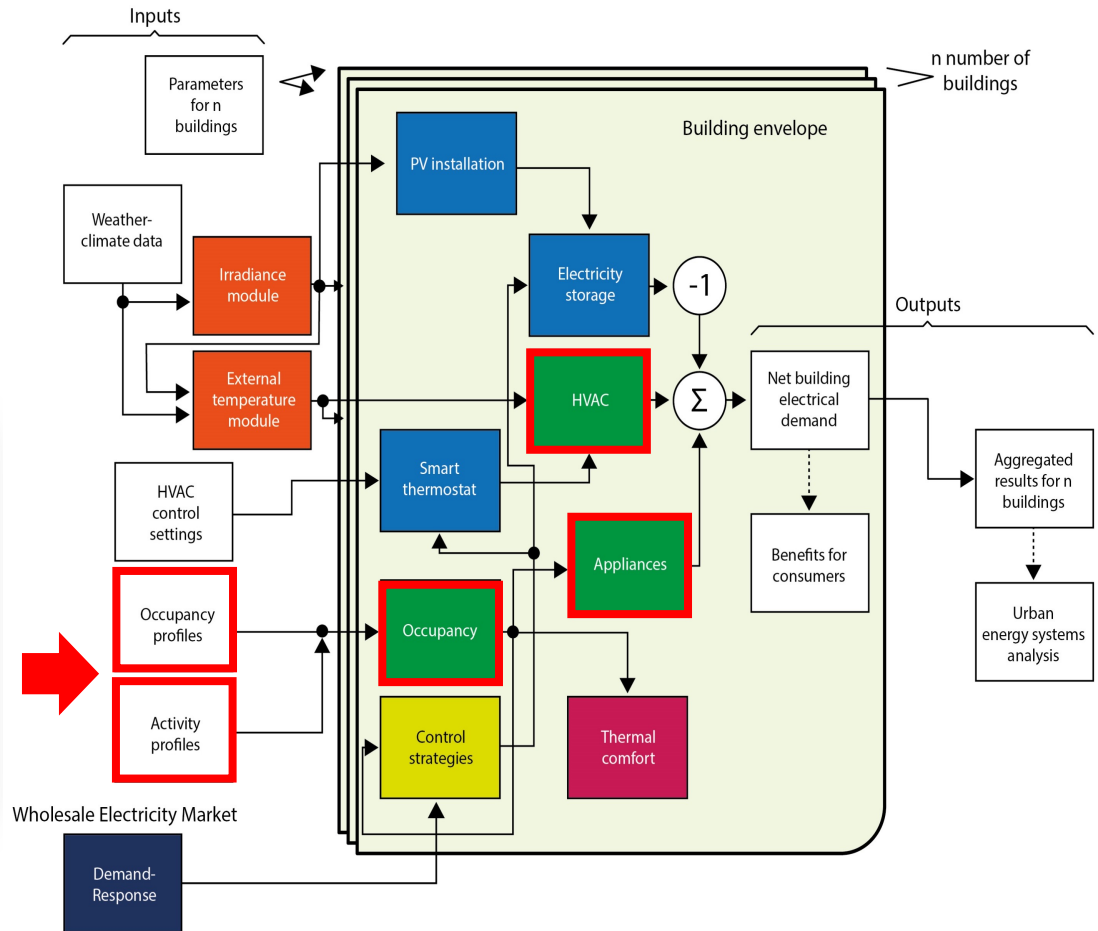 Inputs
Parameters
for n
buildings
n number of
buildings
Building envelope
PV installation
Weather-
climate data
Irradiance
module
Electricity
storage
-1
Outputs
External
temperature
module
HVAC
Σ
Net building
electrical
demand
Smart
thermostat
Aggregated
results for n
buildings
HVAC
control
settings
Appliances
Benefits for
consumers
Occupancy
profiles
Occupancy
Urban
energy systems
analysis
Activity
profiles
Control
strategies
Thermal
comfort
Wholesale Electricity Market
Demand-
Response